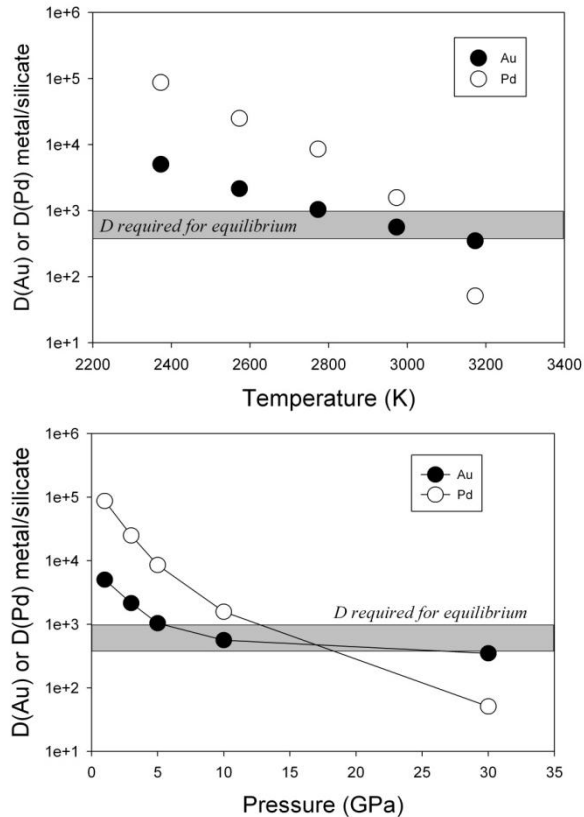 1e+6
1e+5
1e+4
1e+3
1e+2
1e+1
D(Au) or D(Pd) metal/silicate
Au
Pd
D required for equilibrium
2200 2400 2600 2800 3000 3200 3400
Temperature (K)
1e+6
1e+5
1e+4
1e+3
1e+2
1e+1
D(Au) or D(Pd) metal/silicate
Au
Pd
D required for equilibrium
0 5 10 15 20 25 30 35
Pressure (GPa)